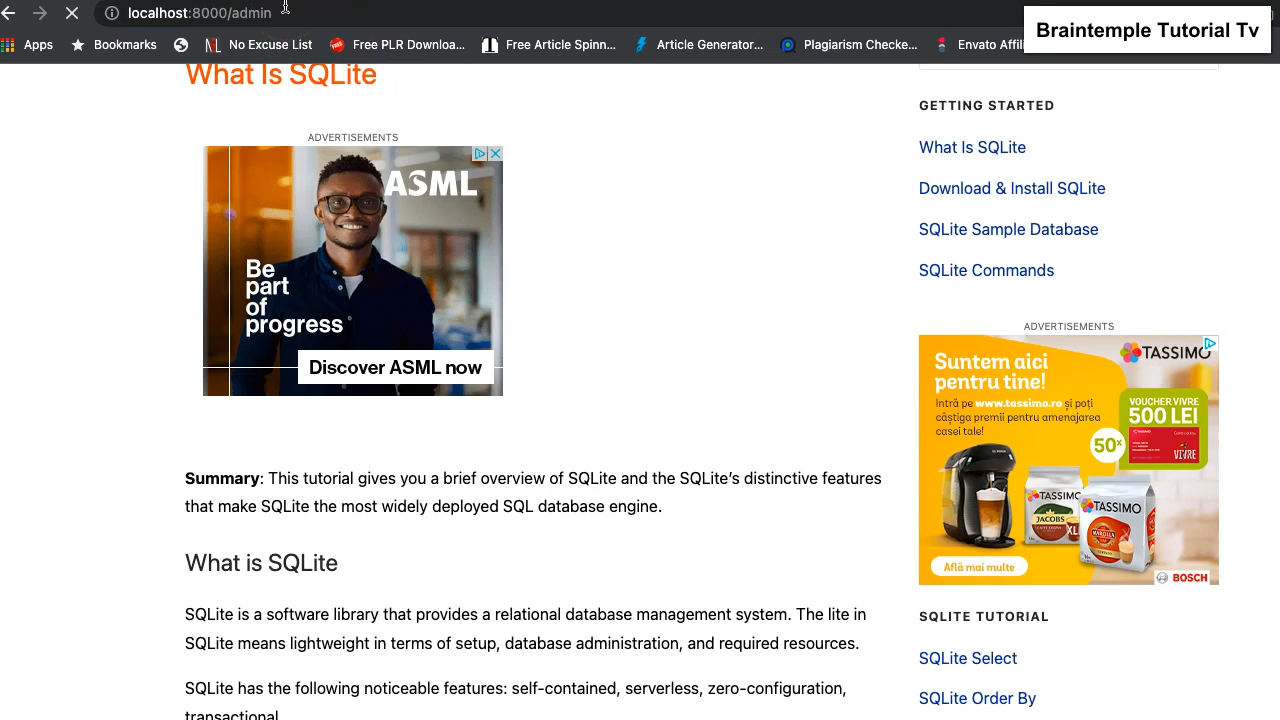 localhost:8000/admin
Braintemple Tutorial Tv
Apps
Bookmarks
No Excuse List
Free PLR Downloa...
Free Article Spinn...
Article Generator...
Plagiarism Checke...
Envato Affili
What Is SQLite
ADVERTISEMENTS
ASML
Be
part
of
progress
Discover ASML now
Summary: This tutorial gives you a brief overview of SQLite and the SQLite’s distinctive features
that make SQLite the most widely deployed SQL database engine.
What is SQLite
SQLite is a software library that provides a relational database management system. The lite in
SQLite means lightweight in terms of setup, database administration, and required resources.
SQLite has the following noticeable features: self-contained, serverless, zero-configuration,
transactional.
GETTING STARTED
What Is SQLite
Download & Install SQLite
SQLite Sample Database
SQLite Commands
ADVERTISEMENTS
Suntem aici
pentru tine!
TASSIMO
Intră pe www.tassimo.ro și poți
câștiga premii pentru amenajarea
casei tale!
VOUCHER VIVRE
500 LEI
50x
VIVRE
TASSIMO
JACOBS
XL
TASSIMO
Află mai multe
BOSCH
SQLITE TUTORIAL
SQLite Select
SQLite Order By